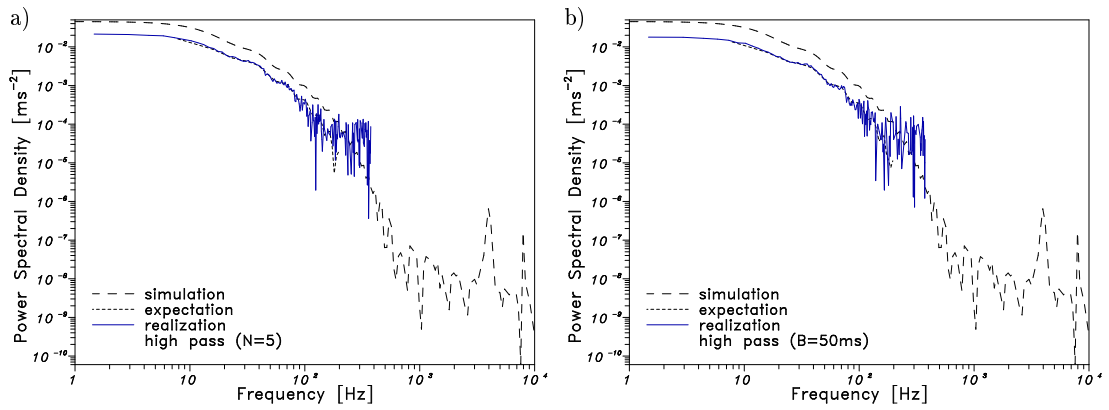 a)
Power Spectral Density [ms⁻²]
10⁻²
10⁻³
10⁻⁴
10⁻⁵
10⁻⁶
10⁻⁷
10⁻⁸
10⁻⁹
10⁻¹⁰
simulation
expectation
realization
high pass (N=5)
1 10 10² 10³ 10⁴
Frequency [Hz]
b)
Power Spectral Density [ms⁻²]
10⁻²
10⁻³
10⁻⁴
10⁻⁵
10⁻⁶
10⁻⁷
10⁻⁸
10⁻⁹
10⁻¹⁰
simulation
expectation
realization
high pass (B=50ms)
1 10 10² 10³ 10⁴
Frequency [Hz]